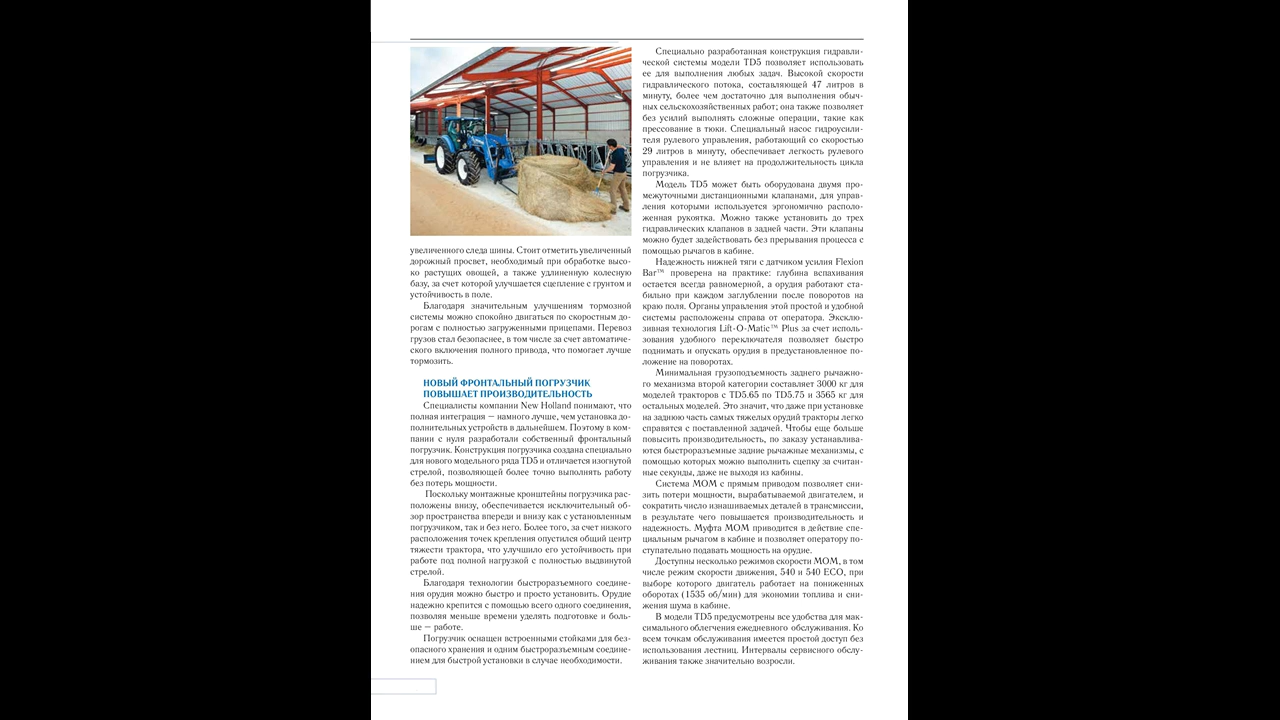 увеличенного следа шины. Стоит отметить увеличенный
дорожный просвет, необходимый при обработке высо-
ко растущих овощей, а также удлиненную колесную
базу, за счет которой улучшается сцепление с грунтом и
устойчивость в поле.
Благодаря значительным улучшениям тормозной
системы можно спокойно двигаться по скоростным до-
рогам с полностью загруженными прицепами. Перевоз
грузов стал безопаснее, в том числе за счет автоматиче-
ского включения полного привода, что помогает лучше
тормозить.
НОВЫЙ ФРОНТАЛЬНЫЙ ПОГРУЗЧИК
ПОВЫШАЕТ ПРОИЗВОДИТЕЛЬНОСТЬ
Специалисты компании New Holland понимают, что
полная интеграция — намного лучше, чем установка до-
полнительных устройств в дальнейшем. Поэтому в ком-
пании с нуля разработали собственный фронтальный
погрузчик. Конструкция погрузчика создана специально
для нового модельного ряда TD5 и отличается изогнутой
стрелой, позволяющей более точно выполнять работу
без потерь мощности.
Поскольку монтажные кронштейны погрузчика рас-
положены внизу, обеспечивается исключительный об-
зор пространства впереди и внизу как с установленным
погрузчиком, так и без него. Более того, за счет низкого
расположения точек крепления опустился общий центр
тяжести трактора, что улучшило его устойчивость при
работе под полной нагрузкой с полностью выдвинутой
стрелой.
Благодаря технологии быстроразъемного соедине-
ния орудия можно быстро и просто установить. Орудие
надежно крепится с помощью всего одного соединения,
позволяя меньше времени уделять подготовке и боль-
ше — работе.
Погрузчик оснащен встроенными стойками для без-
опасного хранения и одним быстроразъемным соедине-
нием для быстрой установки в случае необходимости.
Специально разработанная конструкция гидравли-
ческой системы модели TD5 позволяет использовать
ее для выполнения любых задач. Высокой скорости
гидравлического потока, составляющей 47 литров в
минуту, более чем достаточно для выполнения обыч-
ных сельскохозяйственных работ; она также позволяет
без усилий выполнять сложные операции, такие как
прессование в тюки. Специальный насос гидроусили-
теля рулевого управления, работающий со скоростью
29 литров в минуту, обеспечивает легкость рулевого
управления и не влияет на продолжительность цикла
погрузчика.
Модель TD5 может быть оборудована двумя про-
межуточными дистанционными клапанами, для управ-
ления которыми используется эргономично располо-
женная рукоятка. Можно также установить до трех
гидравлических клапанов в задней части. Эти клапаны
можно будет задействовать без прерывания процесса с
помощью рычагов в кабине.
Надежность нижней тяги с датчиком усилия Flexion
Bar™ проверена на практике: глубина вспахивания
остается всегда равномерной, а орудия работают ста-
бильно при каждом заглублении после поворотов на
краю поля. Органы управления этой простой и удобной
системы расположены справа от оператора. Эксклю-
зивная технология Lift-O-Matic™ Plus за счет исполь-
зования удобного переключателя позволяет быстро
поднимать и опускать орудия в предустановленное по-
ложение на поворотах.
Минимальная грузоподъемность заднего рычажно-
го механизма второй категории составляет 3000 кг для
моделей тракторов с TD5.65 по TD5.75 и 3565 кг для
остальных моделей. Это значит, что даже при установке
на заднюю часть самых тяжелых орудий тракторы легко
справятся с поставленной задачей. Чтобы еще больше
повысить производительность, по заказу устанавлива-
ются быстроразъемные задние рычажные механизмы, с
помощью которых можно выполнить сцепку за считан-
ные секунды, даже не выходя из кабины.
Система МОМ с прямым приводом позволяет сни-
зить потери мощности, вырабатываемой двигателем, и
сократить число изнашиваемых деталей в трансмиссии,
в результате чего повышается производительность и
надежность. Муфта МОМ приводится в действие спе-
циальным рычагом в кабине и позволяет оператору по-
ступательно подавать мощность на орудие.
Доступны несколько режимов скорости МОМ, в том
числе режим скорости движения, 540 и 540 ECO, при
выборе которого двигатель работает на пониженных
оборотах (1535 об/мин) для экономии топлива и сни-
жения шума в кабине.
В модели TD5 предусмотрены все удобства для мак-
симального облегчения ежедневного обслуживания. Ко
всем точкам обслуживания имеется простой доступ без
использования лестниц. Интервалы сервисного обслу-
живания также значительно возросли.